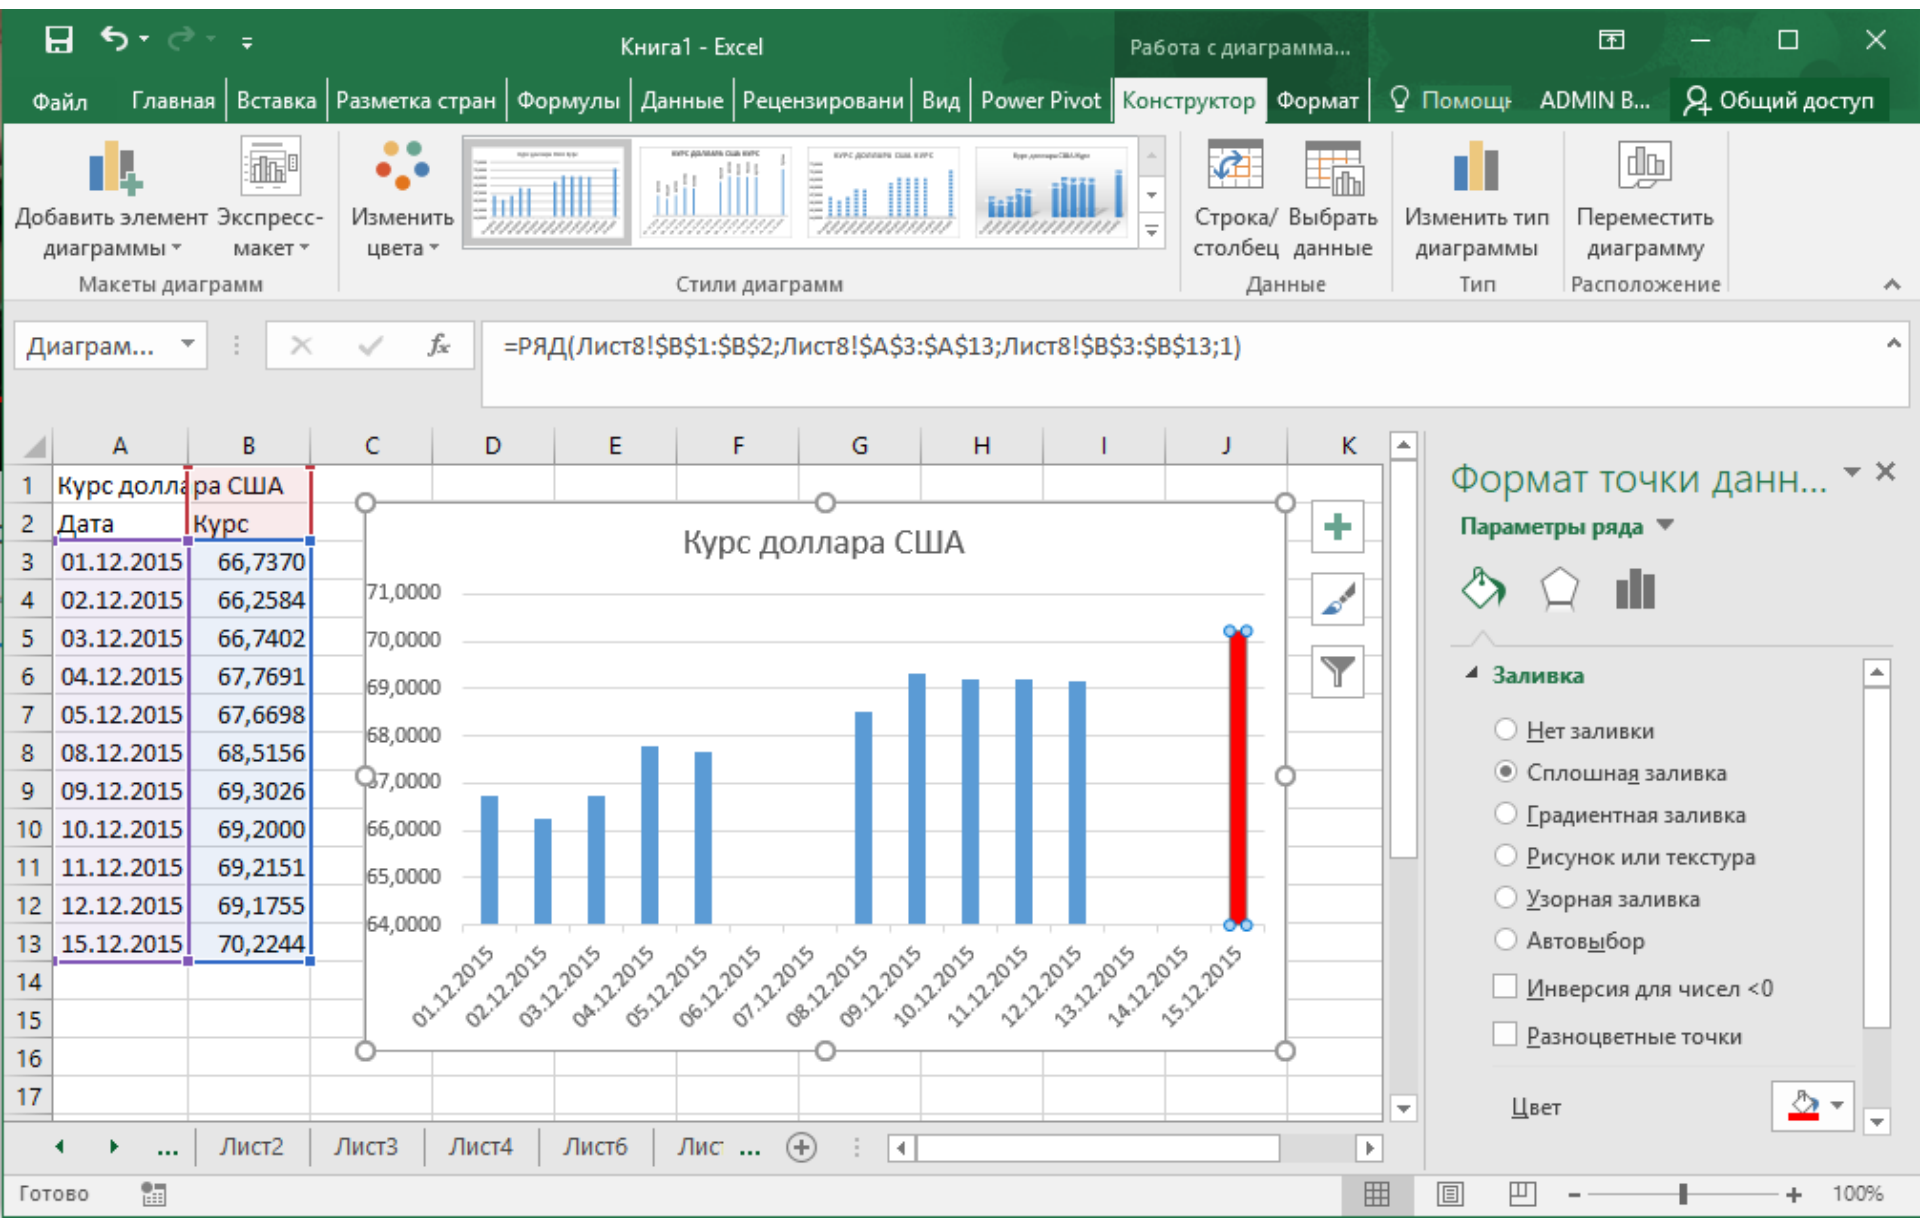 Книга1 - Excel
Работа с диаграмма...
Файл Главная Вставка Разметка стран Формулы Данные Рецензировани Вид Power Pivot Конструктор Формат Помощь ADMIN B... Общий доступ
Добавить элемент диаграммы
Экспресс-макет
Изменить цвета
Строка/столбец
Выбрать данные
Изменить тип диаграммы
Переместить диаграмму
Макеты диаграмм
Стили диаграмм
Данные
Тип
Расположение
Диаграм... fx =РЯД(Лист8!$B$1:$B$2;Лист8!$A$3:$A$13;Лист8!$B$3:$B$13;1)
A B C D E F G H I J K
1 Курс доллара США
2 Дата Курс
3 01.12.2015 66,7370
4 02.12.2015 66,2584
5 03.12.2015 66,7402
6 04.12.2015 67,7691
7 05.12.2015 67,6698
8 08.12.2015 68,5156
9 09.12.2015 69,3026
10 10.12.2015 69,2000
11 11.12.2015 69,2151
12 12.12.2015 69,1755
13 15.12.2015 70,2244
14
15
16
17
Курс доллара США
71,0000
70,0000
69,0000
68,0000
67,0000
66,0000
65,0000
64,0000
01.12.2015 02.12.2015 03.12.2015 04.12.2015 05.12.2015 06.12.2015 07.12.2015 08.12.2015 09.12.2015 10.12.2015 11.12.2015 12.12.2015 13.12.2015 14.12.2015 15.12.2015
Формат точки данн...
Параметры ряда
Заливка
Нет заливки
Сплошная заливка
Градиентная заливка
Рисунок или текстура
Узорная заливка
Автовыбор
Инверсия для чисел <0
Разноцветные точки
Цвет
... Лист2 Лист3 Лист4 Лист6 Лис ...
Готово
100%